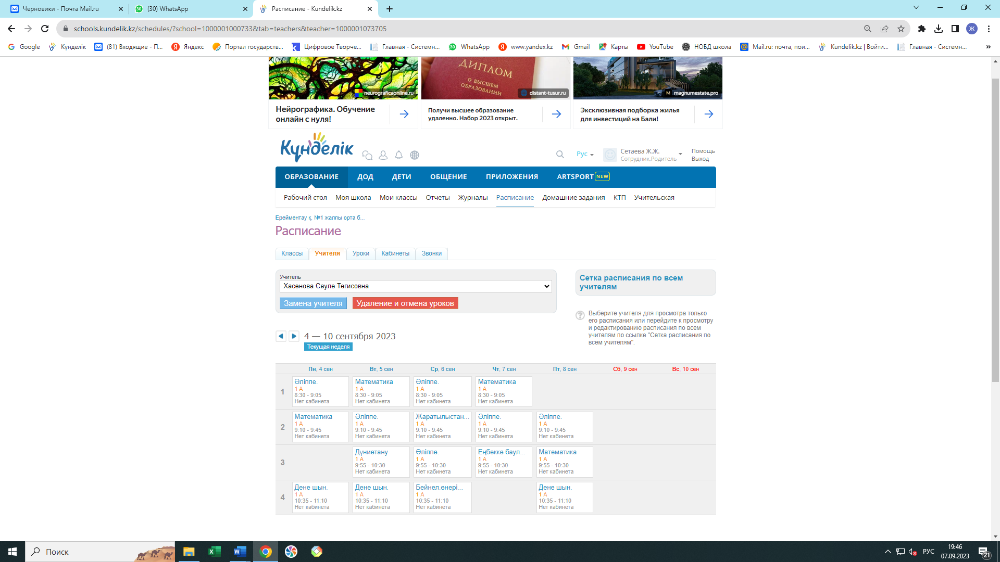 Черновики - Почта Mail.ru
(30) WhatsApp
Расписание - Kundelik.kz
schools.kundelik.kz/schedules/?school=1000001000733&tab=teachers&teacher=1000001073705
Ж
Google
Күнделік
(81) Входящие - П...
Яндекс
Портал государств...
Цифровое Творче...
Главная - Системн...
WhatsApp
www.yandex.kz
Gmail
Карты
YouTube
НОБД школа
Mail.ru: почта, пои...
Kundelik.kz | Войти...
Главная - Системн...
»
neurograficaonline.ru
ДИПЛОМ
О ВЫСШЕМ
ОБРАЗОВАНИИ
distant-tusur.ru
magnumestate.pro
Нейрографика. Обучение
онлайн с нуля!
Получи высшее образование
удаленно. Набор 2023 открыт.
Эксклюзивная подборка жилья
для инвестиций на Бали!
Күнделік
Рус
Сетаева Ж.Ж.
Сотрудник,Родитель
Помощь
Выход
ОБРАЗОВАНИЕ
ДОД
ДЕТИ
ОБЩЕНИЕ
ПРИЛОЖЕНИЯ
ARTSPORT NEW
Рабочий стол
Моя школа
Мои классы
Отчеты
Журналы
Расписание
Домашние задания
КТП
Учительская
Ерейментау қ. №1 жалпы орта б...
Расписание
Классы
Учителя
Уроки
Кабинеты
Звонки
Учитель
Хасенова Сауле Тегисовна
Замена учителя
Удаление и отмена уроков
Сетка расписания по всем
учителям
Выберите учителя для просмотра только
его расписания или перейдите к просмотру
и редактированию расписания по всем
учителям по ссылке "Сетка расписания по
всем учителям".
4 — 10 сентября 2023
Текущая неделя
Пн, 4 сен
Вт, 5 сен
Ср, 6 сен
Чт, 7 сен
Пт, 8 сен
Сб, 9 сен
Вс, 10 сен
1
Әліппе.
1 А
8:30 - 9:05
Нет кабинета
Математика
1 А
8:30 - 9:05
Нет кабинета
Әліппе.
1 А
8:30 - 9:05
Нет кабинета
Математика
1 А
8:30 - 9:05
Нет кабинета
2
Математика
1 А
9:10 - 9:45
Нет кабинета
Әліппе.
1 А
9:10 - 9:45
Нет кабинета
Жаратылыстан...
1 А
9:10 - 9:45
Нет кабинета
Әліппе.
1 А
9:10 - 9:45
Нет кабинета
Әліппе.
1 А
9:10 - 9:45
Нет кабинета
3
Дүниетану
1 А
9:55 - 10:30
Нет кабинета
Әліппе.
1 А
9:55 - 10:30
Нет кабинета
Еңбекке баул...
1 А
9:55 - 10:30
Нет кабинета
Математика
1 А
9:55 - 10:30
Нет кабинета
4
Дене шын.
1 А
10:35 - 11:10
Нет кабинета
Дене шын.
1 А
10:35 - 11:10
Нет кабинета
Бейнел.өнері...
1 А
10:35 - 11:10
Нет кабинета
Дене шын.
1 А
10:35 - 11:10
Нет кабинета
Поиск
РУС
19:46
07.09.2023
21